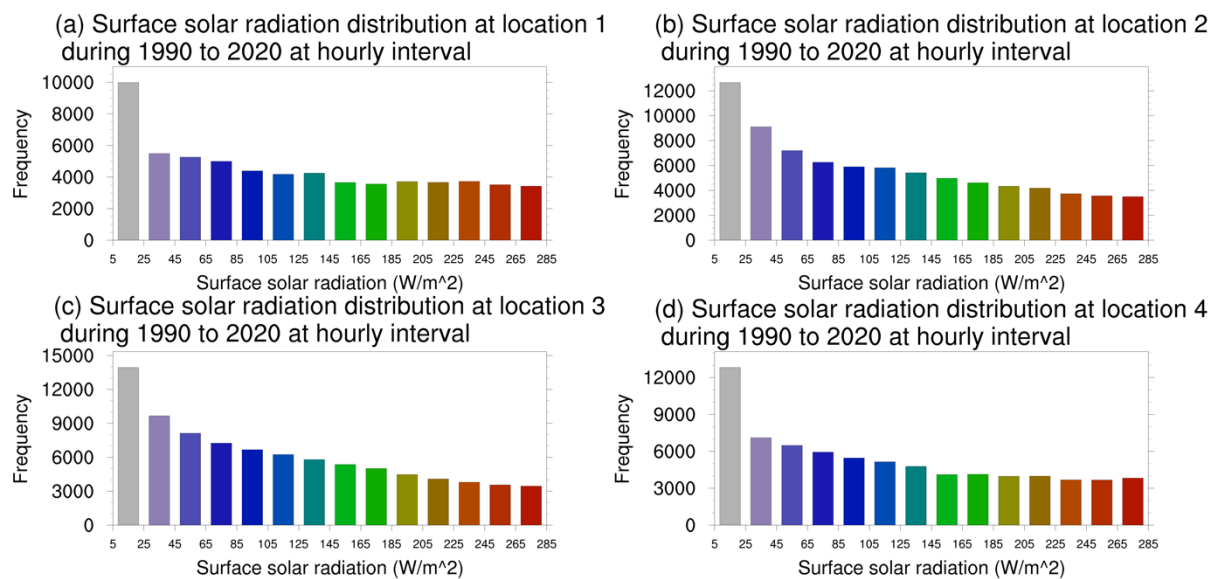 (a) Surface solar radiation distribution at location 1
during 1990 to 2020 at hourly interval
10000
8000
6000
4000
2000
0
Frequency
5 25 45 65 85 105 125 145 165 185 205 225 245 265 285
Surface solar radiation (W/m^2)
(b) Surface solar radiation distribution at location 2
during 1990 to 2020 at hourly interval
12000
10000
8000
6000
4000
2000
0
Frequency
5 25 45 65 85 105 125 145 165 185 205 225 245 265 285
Surface solar radiation (W/m^2)
(c) Surface solar radiation distribution at location 3
during 1990 to 2020 at hourly interval
15000
12000
9000
6000
3000
0
Frequency
5 25 45 65 85 105 125 145 165 185 205 225 245 265 285
Surface solar radiation (W/m^2)
(d) Surface solar radiation distribution at location 4
during 1990 to 2020 at hourly interval
12000
9000
6000
3000
0
Frequency
5 25 45 65 85 105 125 145 165 185 205 225 245 265 285
Surface solar radiation (W/m^2)